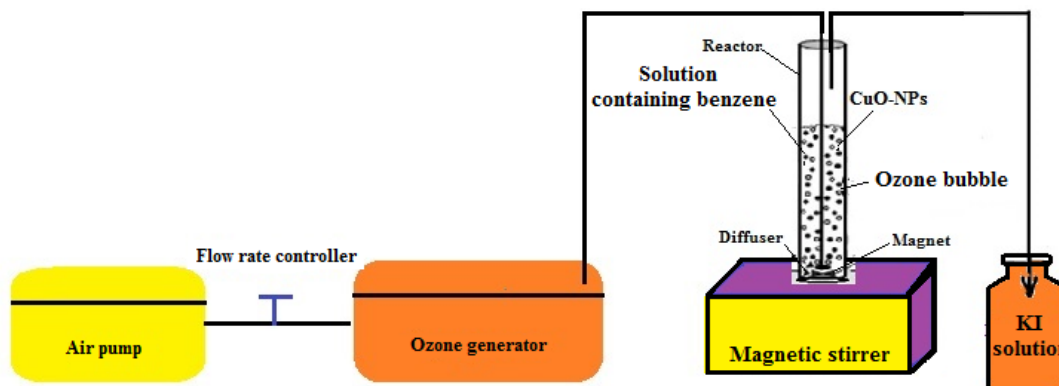 Reactor
Solution
containing benzene
CuO-NPs
Ozone bubble
Diffuser
Magnet
Flow rate controller
Air pump
Ozone generator
Magnetic stirrer
KI
solution